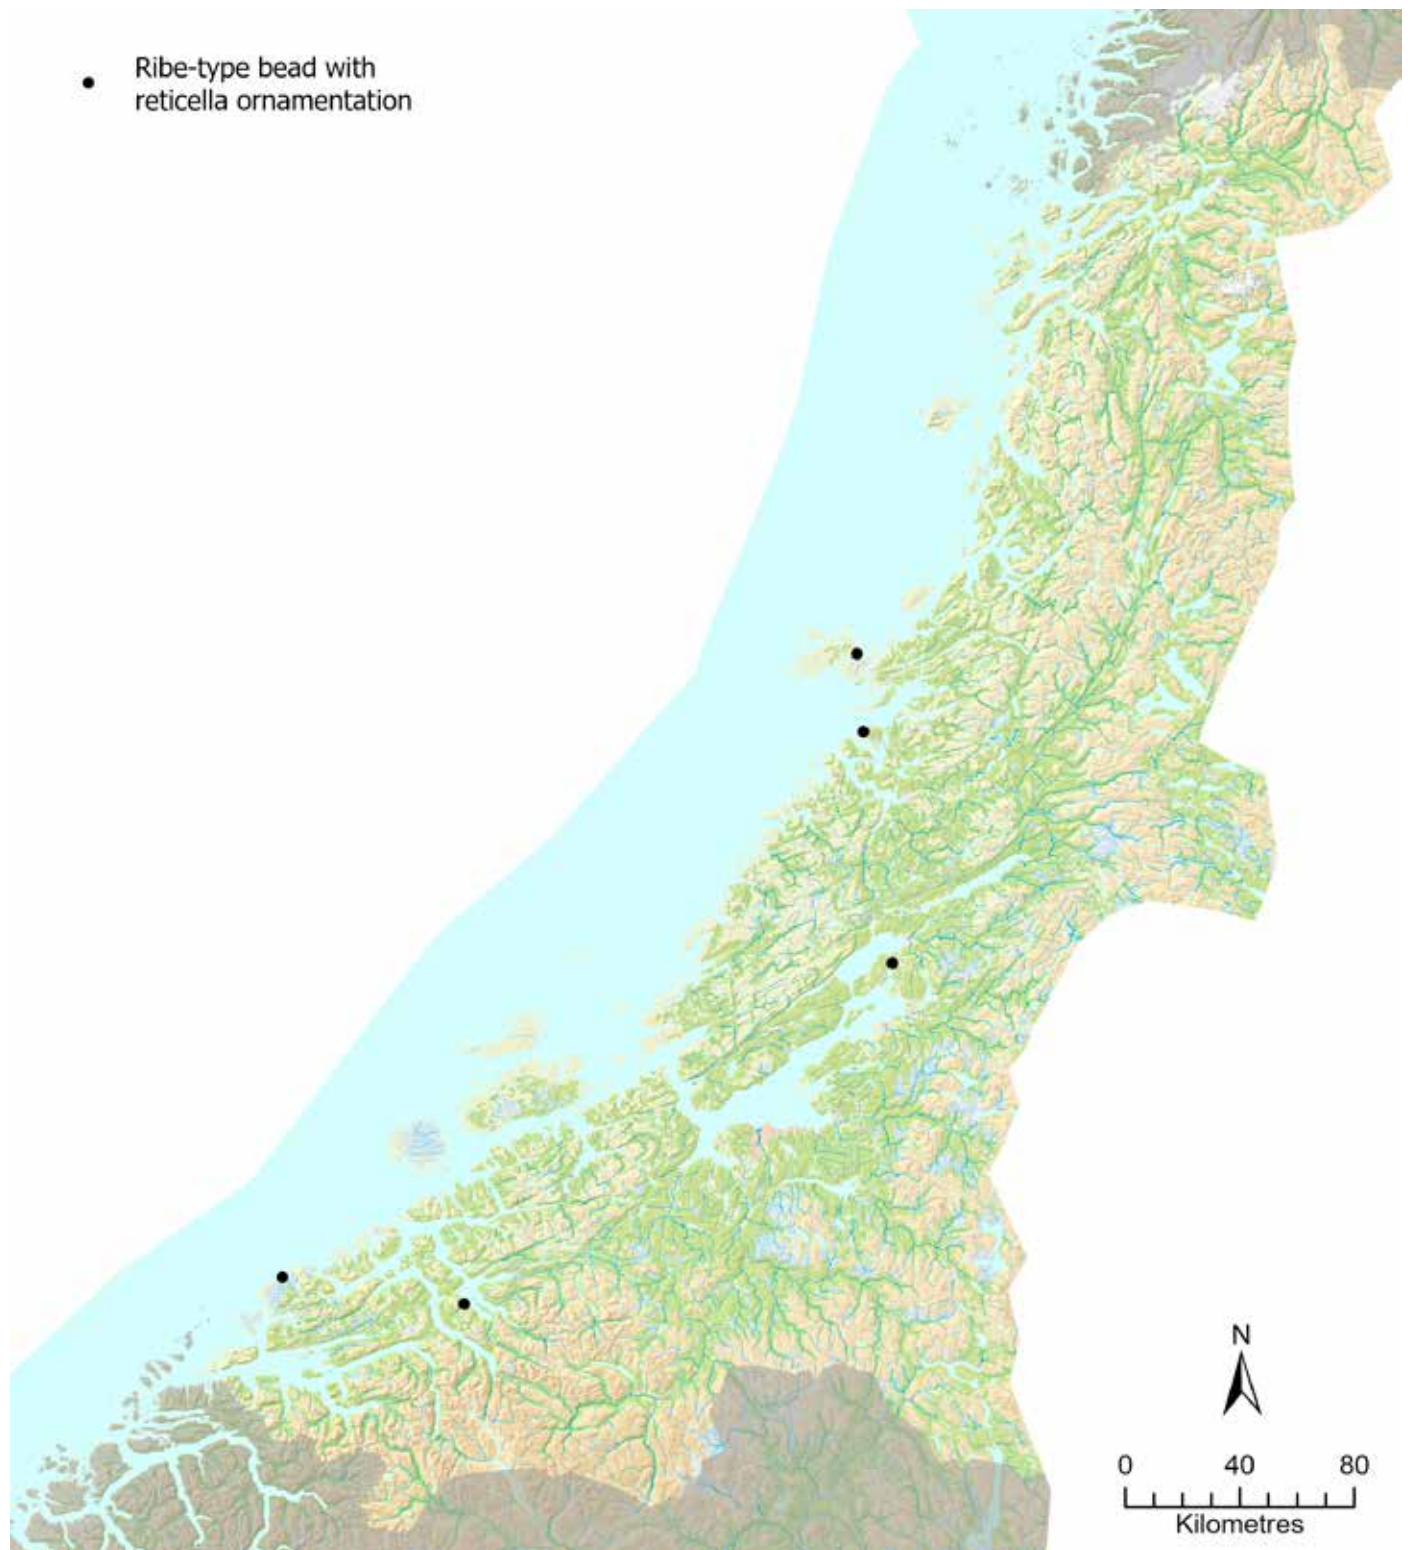 Ribe-type bead with
reticella ornamentation
N
0 40 80
Kilometres